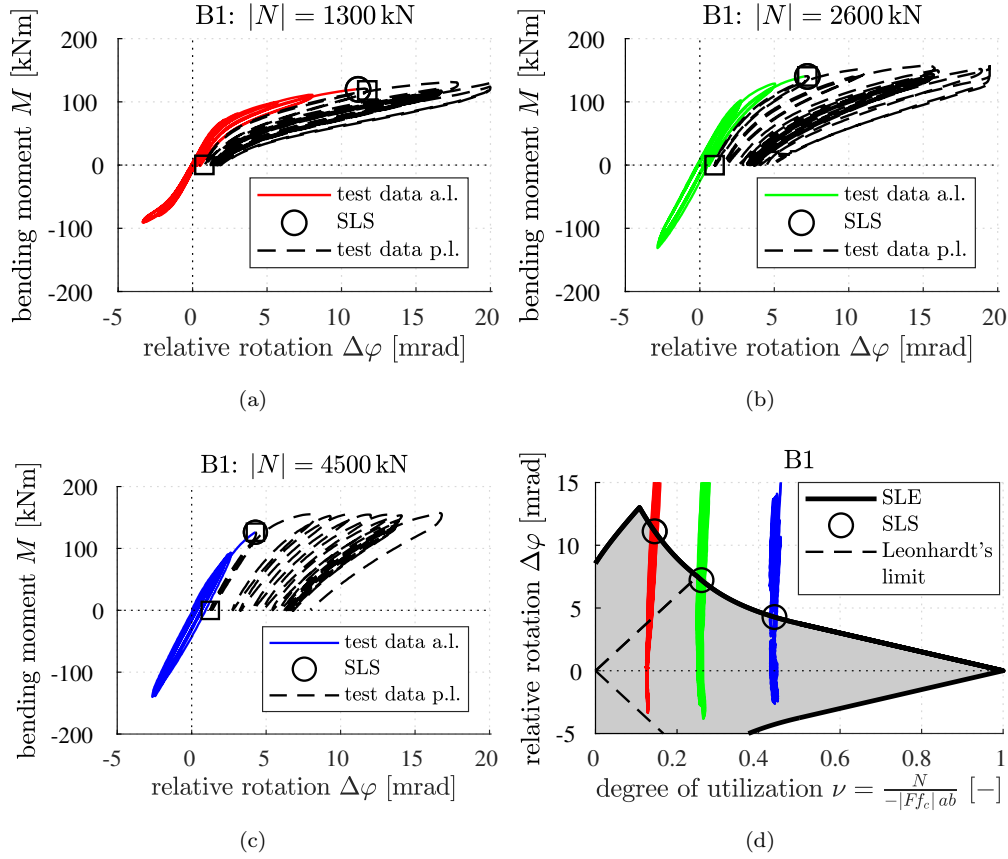 B1: |N| = 1300 kN
bending moment M [kNm]
200
100
0
-100
-200
test data a.l.
SLS
test data p.l.
-5
0
5
10
15
20
relative rotation Δφ [mrad]
(a)
B1: |N| = 2600 kN
bending moment M [kNm]
200
100
0
-100
-200
test data a.l.
SLS
test data p.l.
-5
0
5
10
15
20
relative rotation Δφ [mrad]
(b)
B1: |N| = 4500 kN
bending moment M [kNm]
200
100
0
-100
-200
test data a.l.
SLS
test data p.l.
-5
0
5
10
15
20
relative rotation Δφ [mrad]
(c)
B1
relative rotation Δφ [mrad]
15
10
5
0
-5
SLE
SLS
Leonhardt's
limit
0
0.2
0.4
0.6
0.8
1
degree of utilization ν = N / -|Ff_c| ab [−]
(d)